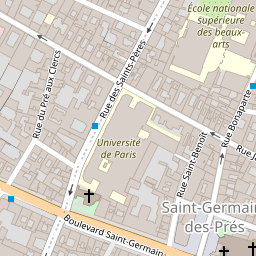 École nationale
supérieure
des beaux-
arts
Rue du Pré aux Clercs
Rue des Saints-Pères
Rue Bonaparte
Université
de Paris
Rue Saint-Benoît
Saint-Germain
des-Prés
Boulevard Saint-Germain